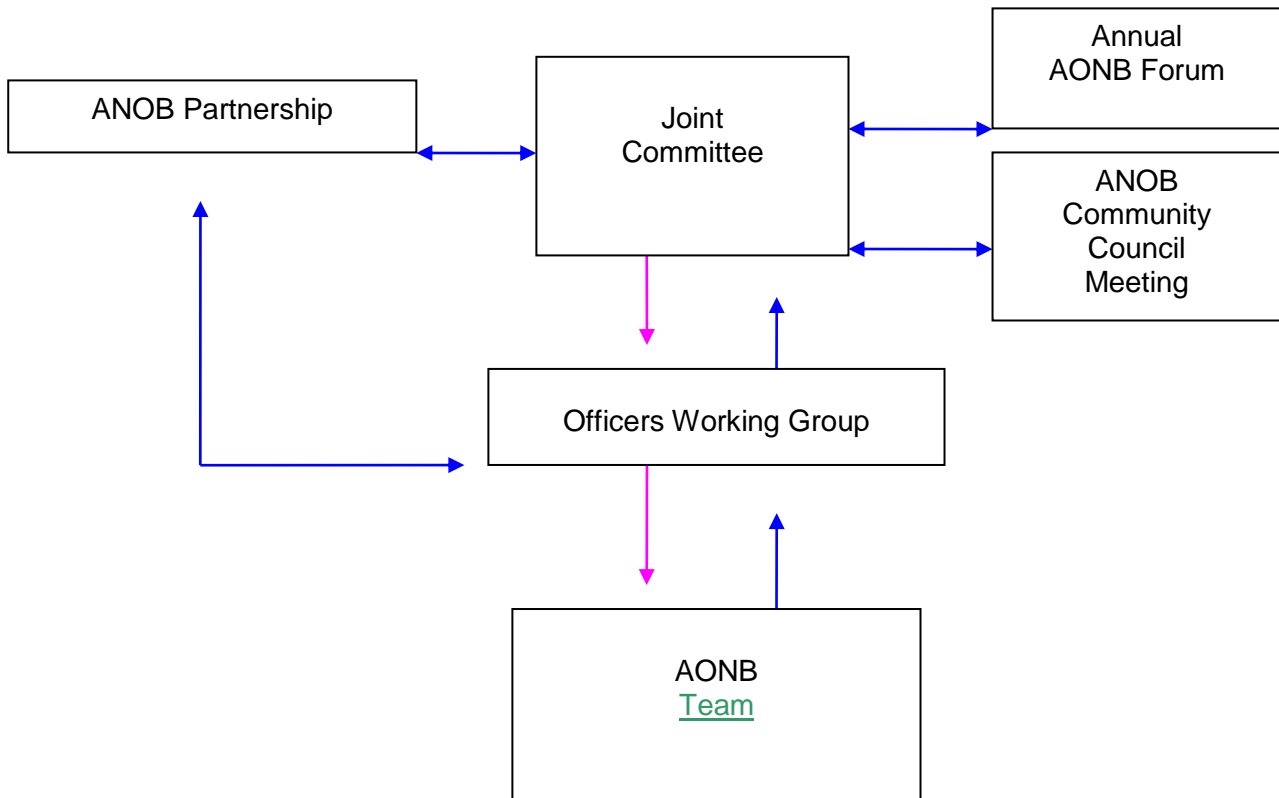 ANOB Partnership
Joint
Committee
Annual
AONB Forum
ANOB
Community
Council
Meeting
Officers Working Group
AONB
Team